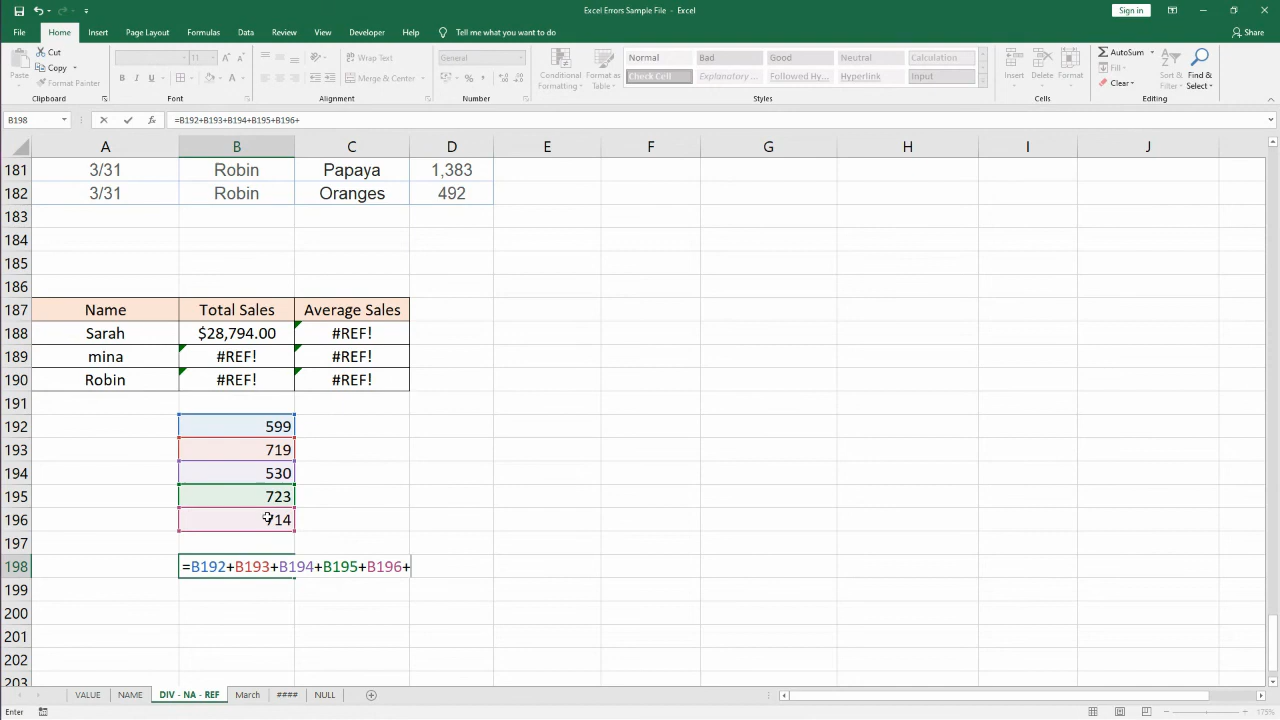 Excel Errors Sample File - Excel
Sign in
File Home Insert Page Layout Formulas Data Review View Developer Help Tell me what you want to do Share
Paste Cut Copy Format Painter
11 B I U
Merge & Center
General % ,
Conditional Formatting Format as Table
Normal Bad Good Neutral Calculation
Check Cell Explanatory ... Followed Hy... Hyperlink Input
Insert Delete Format
AutoSum Fill Clear Sort & Filter Find & Select
Clipboard Font Alignment Number Styles Cells Editing
B198 fx =B192+B193+B194+B195+B196+
A B C D E F G H I J
181 3/31 Robin Papaya 1,383
182 3/31 Robin Oranges 492
183
184
185
186
187 Name Total Sales Average Sales
188 Sarah $28,794.00 #REF!
189 mina #REF! #REF!
190 Robin #REF! #REF!
191
192 599
193 719
194 530
195 723
196 714
197
198 =B192+B193+B194+B195+B196+
199
200
201
202
203
VALUE NAME DIV - NA - REF March #### NULL
Enter 175%